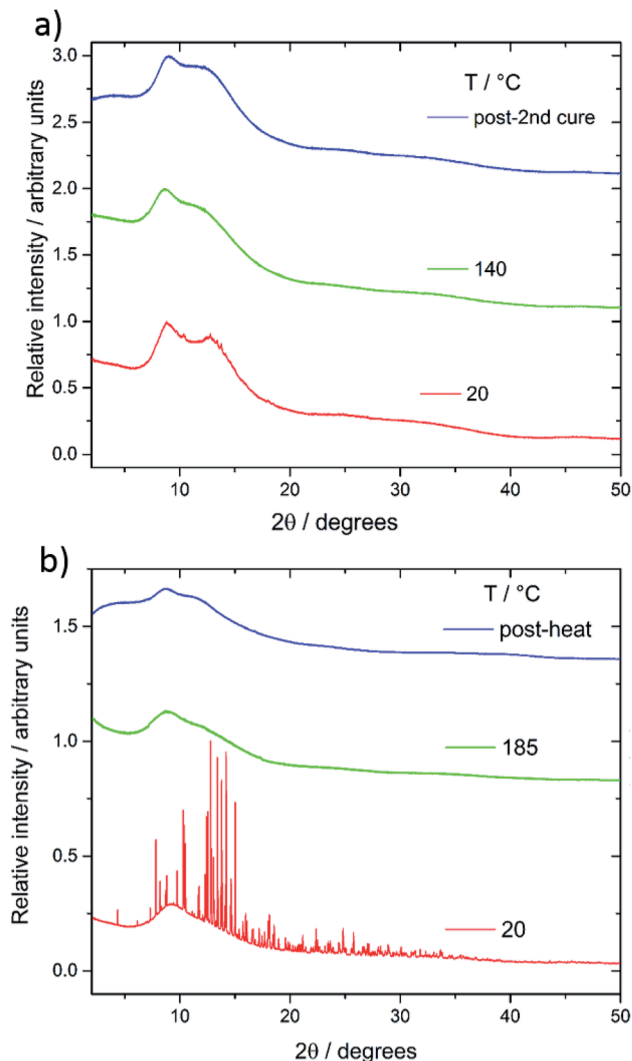 a)
3.0
2.5
2.0
1.5
1.0
0.5
0.0
Relative intensity / arbitrary units
T / °C
post-2nd cure
140
20
10 20 30 40 50
2θ / degrees
b)
1.5
1.0
0.5
0.0
Relative intensity / arbitrary units
T / °C
post-heat
185
20
10 20 30 40 50
2θ / degrees